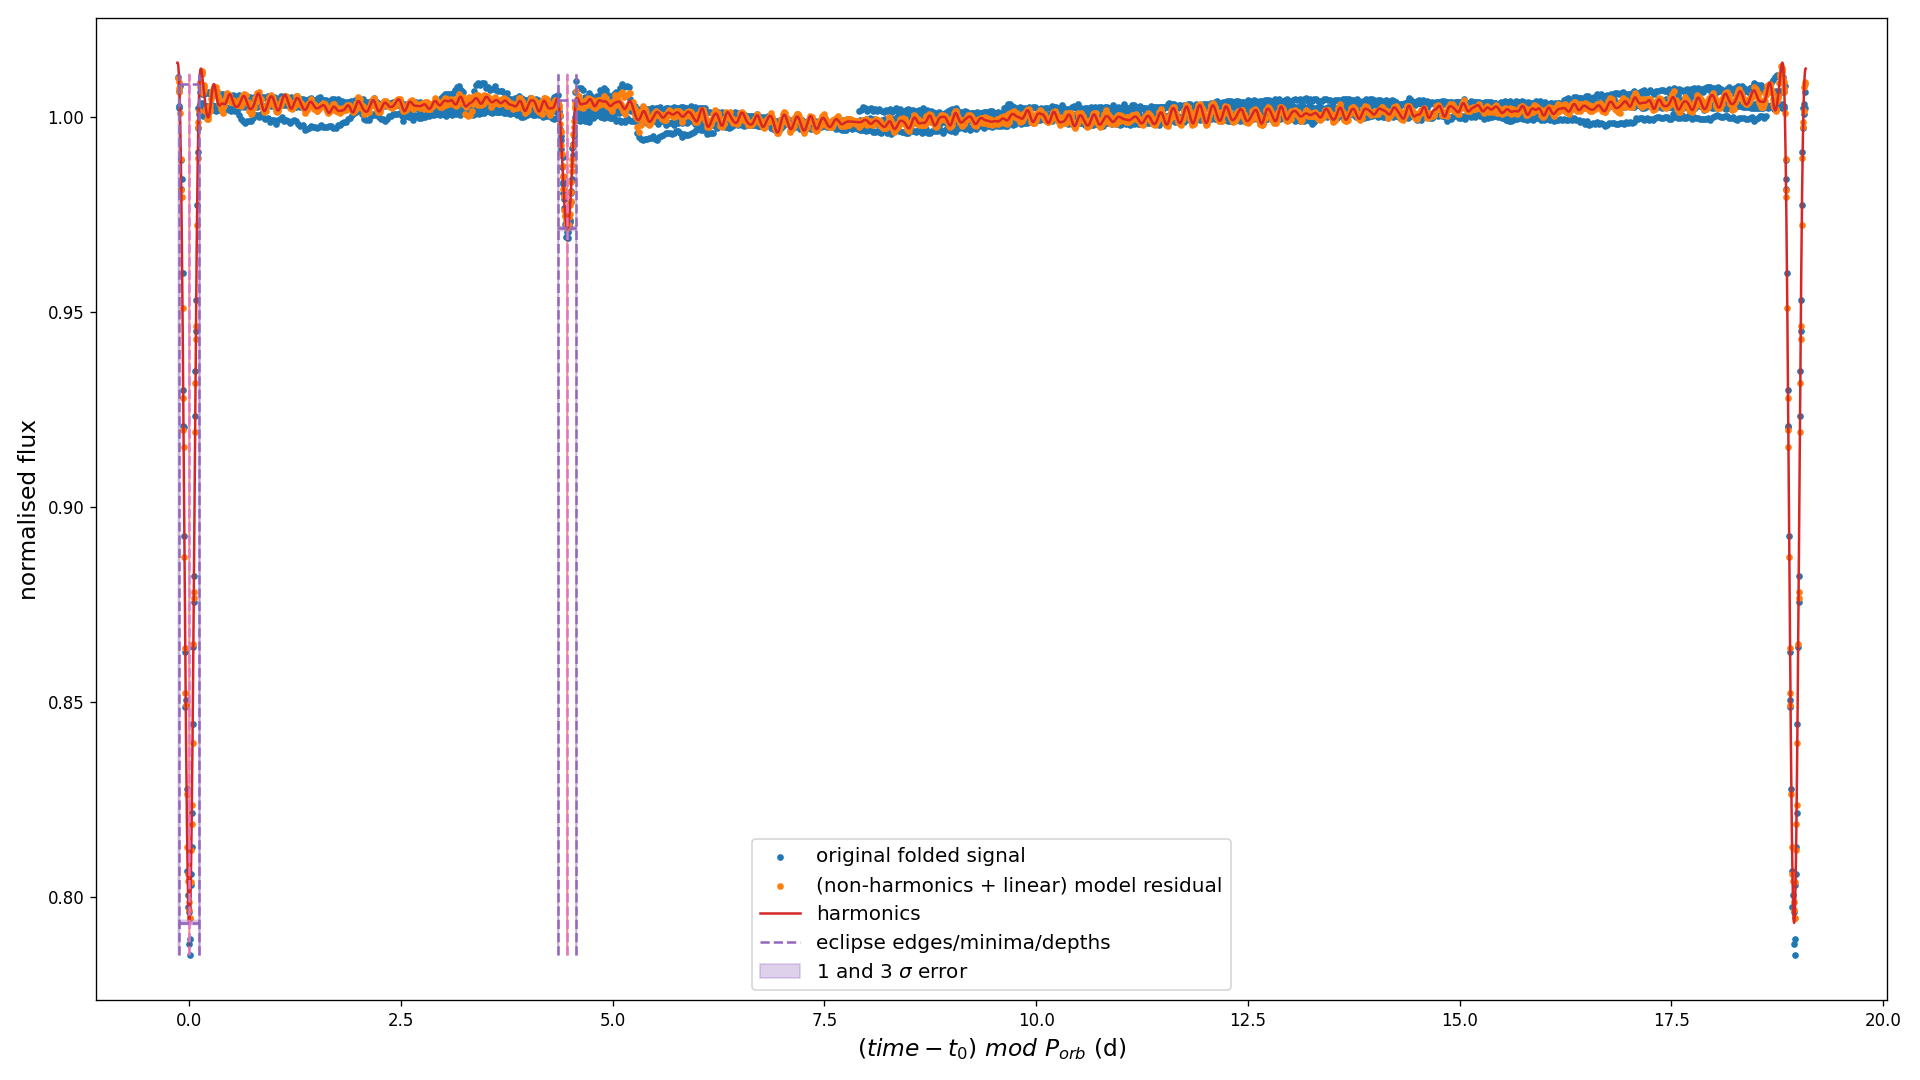 1.00
0.95
0.90
0.85
0.80
normalised flux
0.0
2.5
5.0
7.5
10.0
12.5
15.0
17.5
20.0
(time − t₀) mod P_orb (d)
original folded signal
(non-harmonics + linear) model residual
harmonics
eclipse edges/minima/depths
1 and 3 σ error